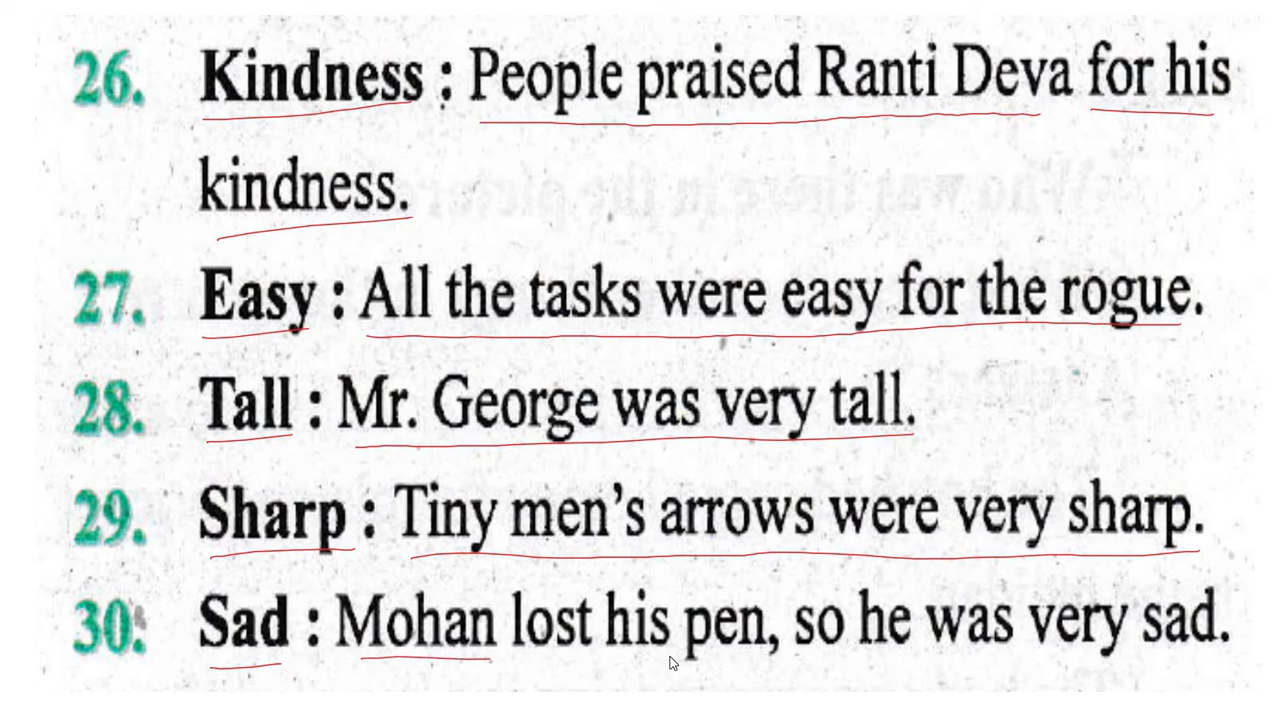 26. Kindness : People praised Ranti Deva for his
kindness.
27. Easy : All the tasks were easy for the rogue.
28. Tall : Mr. George was very tall.
29. Sharp : Tiny men's arrows were very sharp.
30. Sad : Mohan lost his pen, so he was very sad.